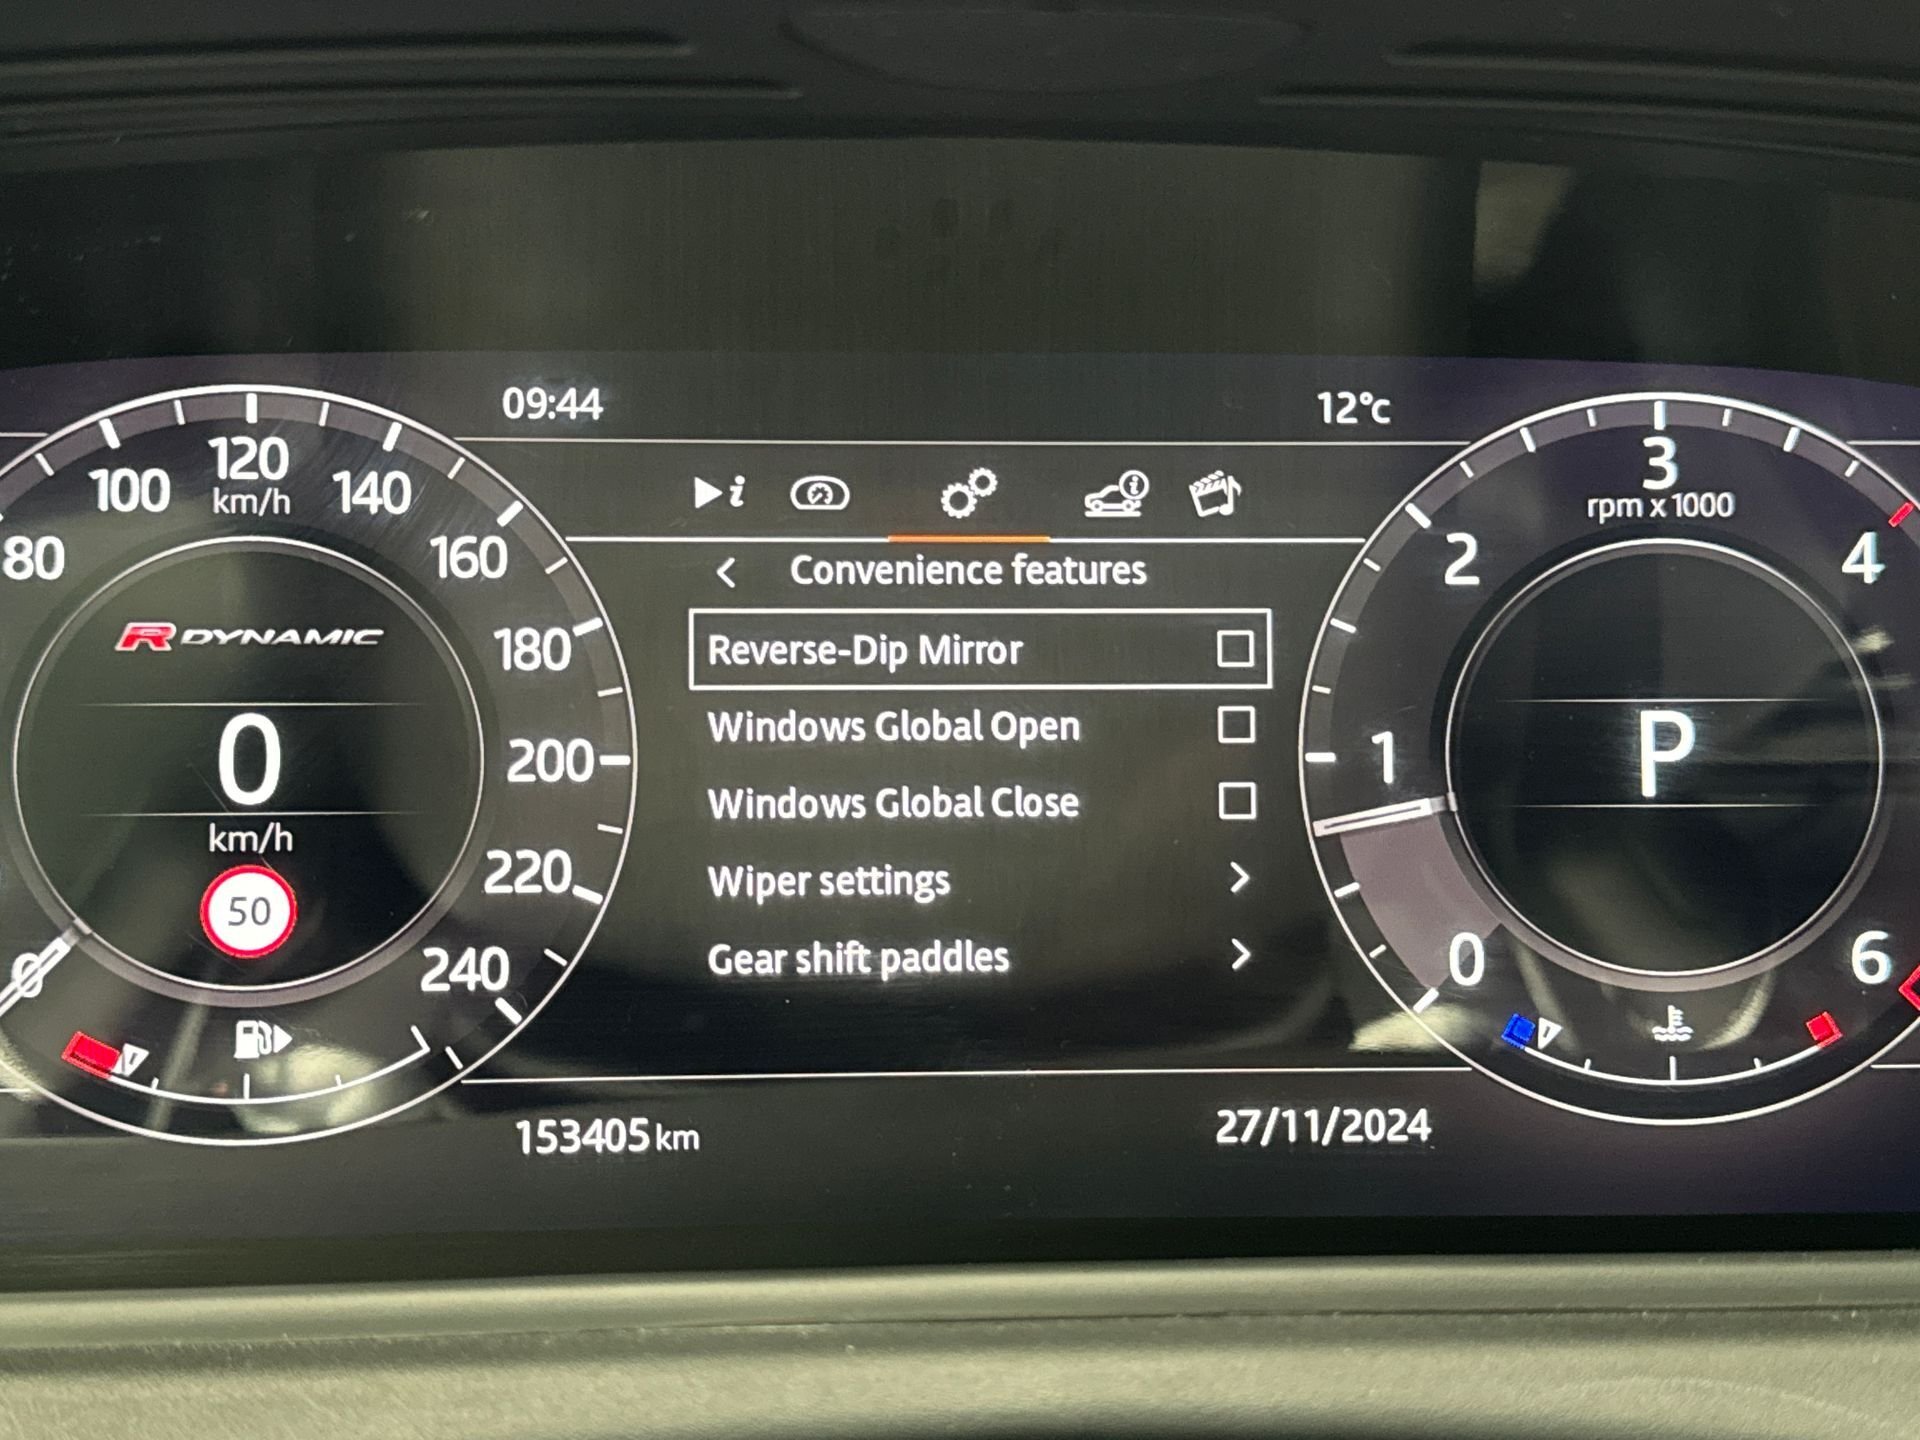 09:44
12°C
i
i
Convenience features
Reverse-Dip Mirror
Windows Global Open
Windows Global Close
Wiper settings
Gear shift paddles
80
100
120
km/h
140
160
180
200
220
240
0
R DYNAMIC
0
km/h
50
0
1
2
3
rpm x 1000
4
6
P
153405 km
27/11/2024